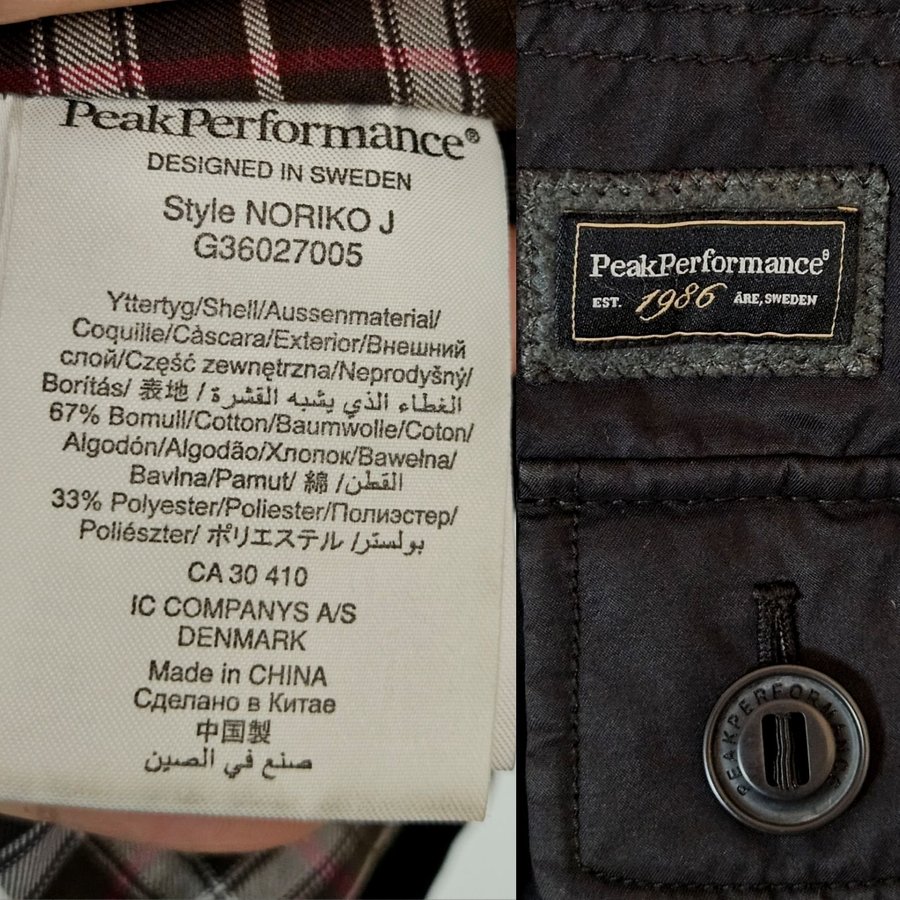 PeakPerformance®
DESIGNED IN SWEDEN
Style NORIKO J
G36027005
Yttertyg/Shell/Aussenmaterial/
Coquille/Càscara/Exterior/Внешний
слой/Część zewnętrzna/Neprodyšný/
Borítás/ 表地 / الغطاء الذي يشبه القشرة
67% Bomull/Cotton/Baumwolle/Coton/
Algodón/Algodão/Хлопок/Bawełna/
Bavlna/Pamut/ 綿 /القطن
33% Polyester/Poliester/Полиэстер/
Poliészter/ ポリエステル /بولستر
CA 30 410
IC COMPANYS A/S
DENMARK
Made in CHINA
Сделано в Китае
中国製
صنع في الصين
PeakPerformance®
EST. 1986 ÅRE, SWEDEN
PEAKPERFORMANCE